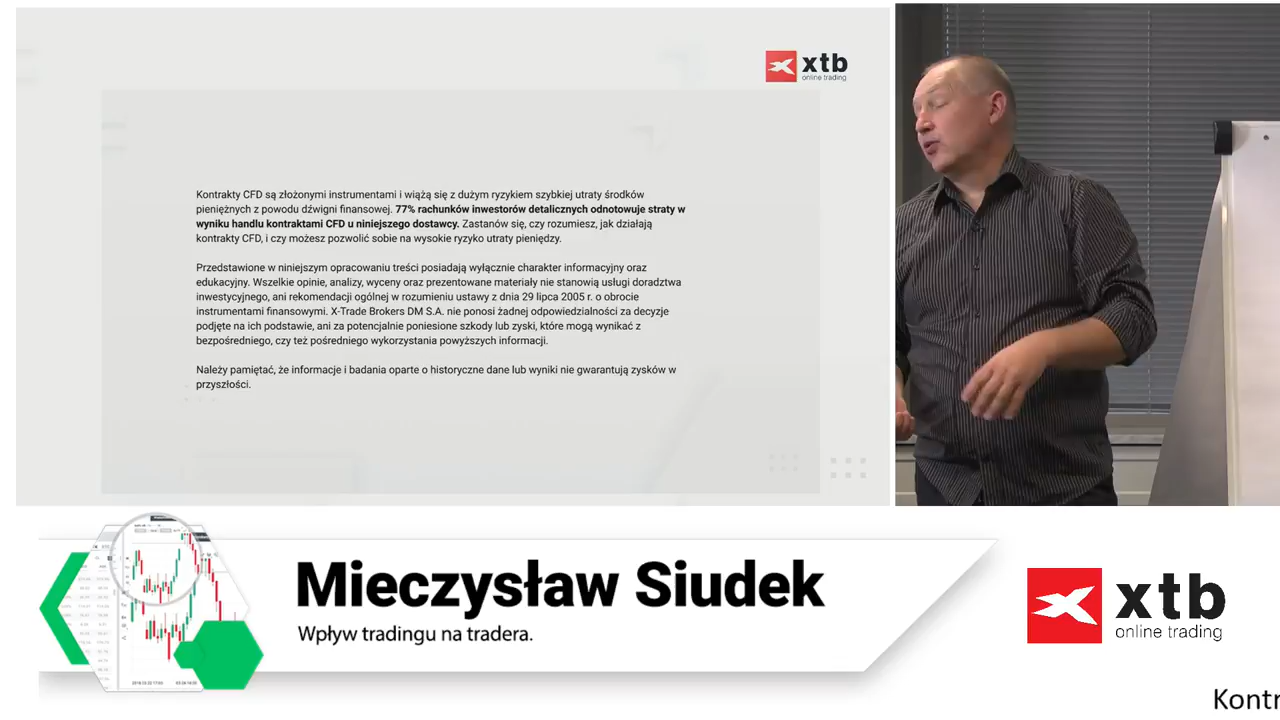 xtb
online trading
Kontrakty CFD są złożonymi instrumentami i wiążą się z dużym ryzykiem szybkiej utraty środków
pieniężnych z powodu dźwigni finansowej. 77% rachunków inwestorów detalicznych odnotowuje straty w
wyniku handlu kontraktami CFD u niniejszego dostawcy. Zastanów się, czy rozumiesz, jak działają
kontrakty CFD, i czy możesz pozwolić sobie na wysokie ryzyko utraty pieniędzy.
Przedstawione w niniejszym opracowaniu treści posiadają wyłącznie charakter informacyjny oraz
edukacyjny. Wszelkie opinie, analizy, wyceny oraz prezentowane materiały nie stanowią usługi doradztwa
inwestycyjnego, ani rekomendacji ogólnej w rozumieniu ustawy z dnia 29 lipca 2005 r. o obrocie
instrumentami finansowymi. X-Trade Brokers DM S.A. nie ponosi żadnej odpowiedzialności za decyzje
podjęte na ich podstawie, ani za potencjalnie poniesione szkody lub zyski, które mogą wynikać z
bezpośredniego, czy też pośredniego wykorzystania powyższych informacji.
Należy pamiętać, że informacje i badania oparte o historyczne dane lub wyniki nie gwarantują zysków w
przyszłości.
Mieczysław Siudek
Wpływ tradingu na tradera.
xtb
online trading
Kontr